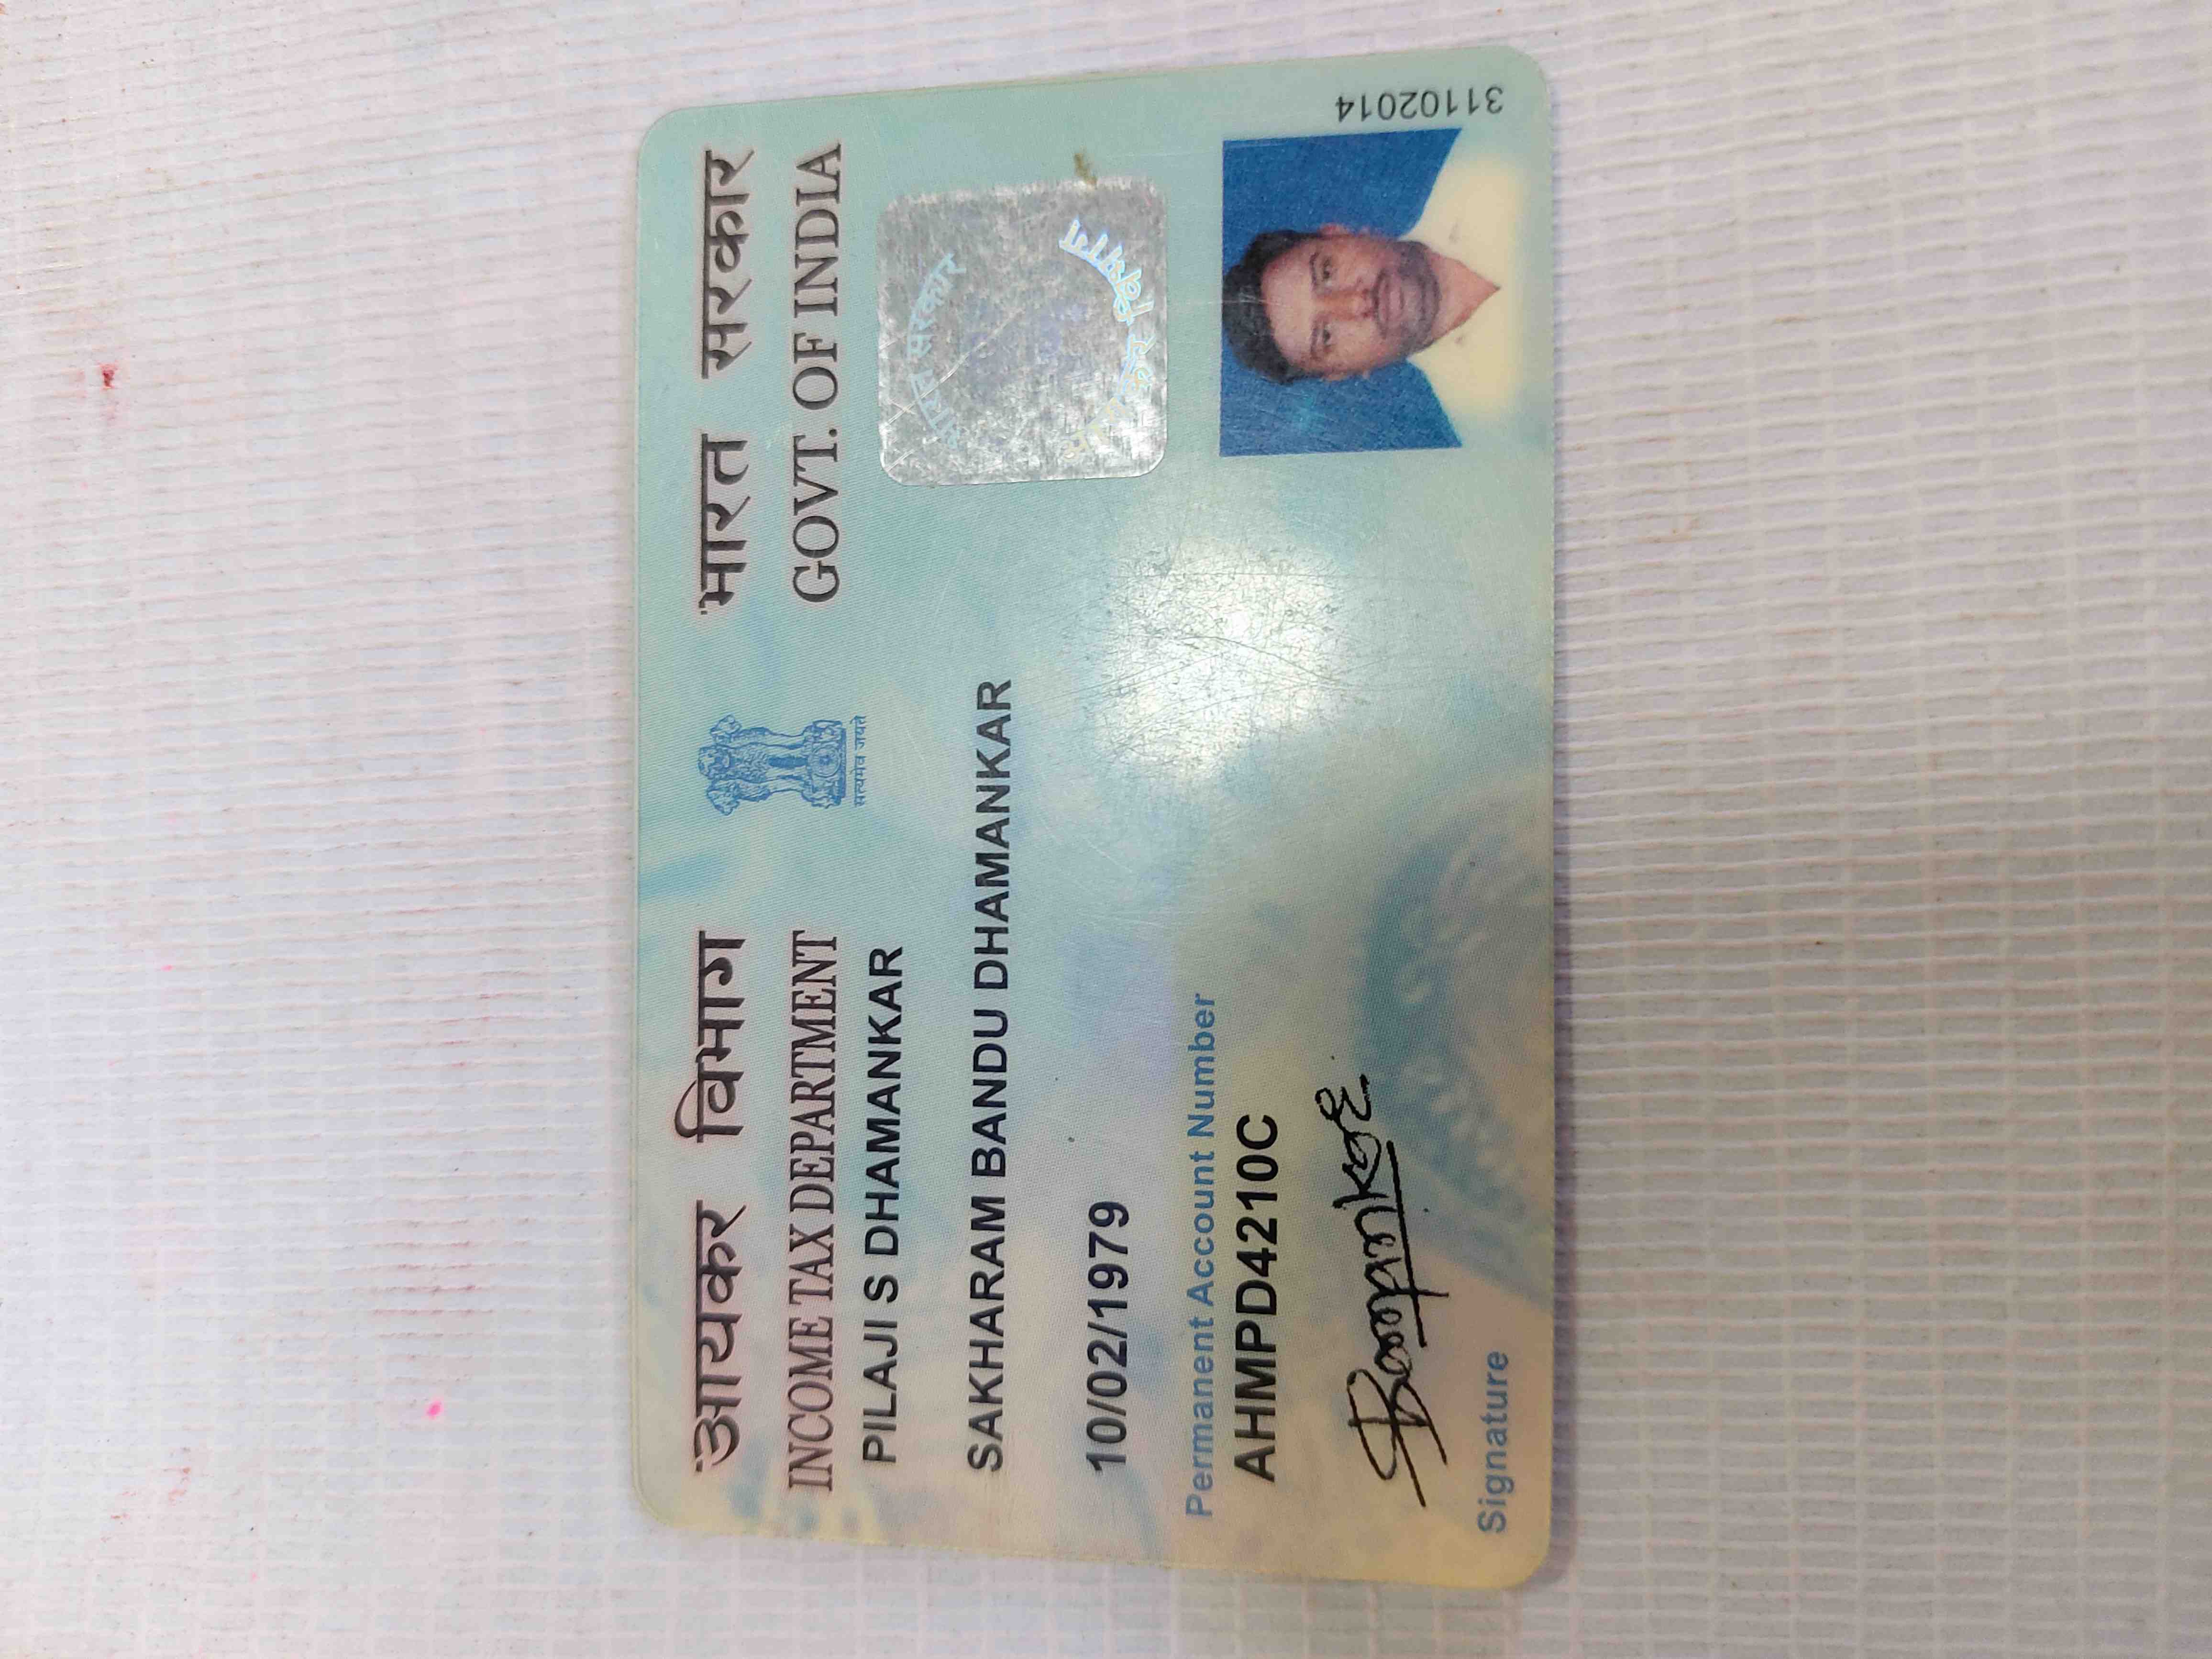 आयकर विभाग
INCOME TAX DEPARTMENT
सत्यमेव जयते
भारत सरकार
GOVT. OF INDIA
PILAJI S DHAMANKAR
SAKHARAM BANDU DHAMANKAR
10/02/1979
Permanent Account Number
AHMPD4210C
Signature
भारत सरकार
आयकर विभाग
31102014